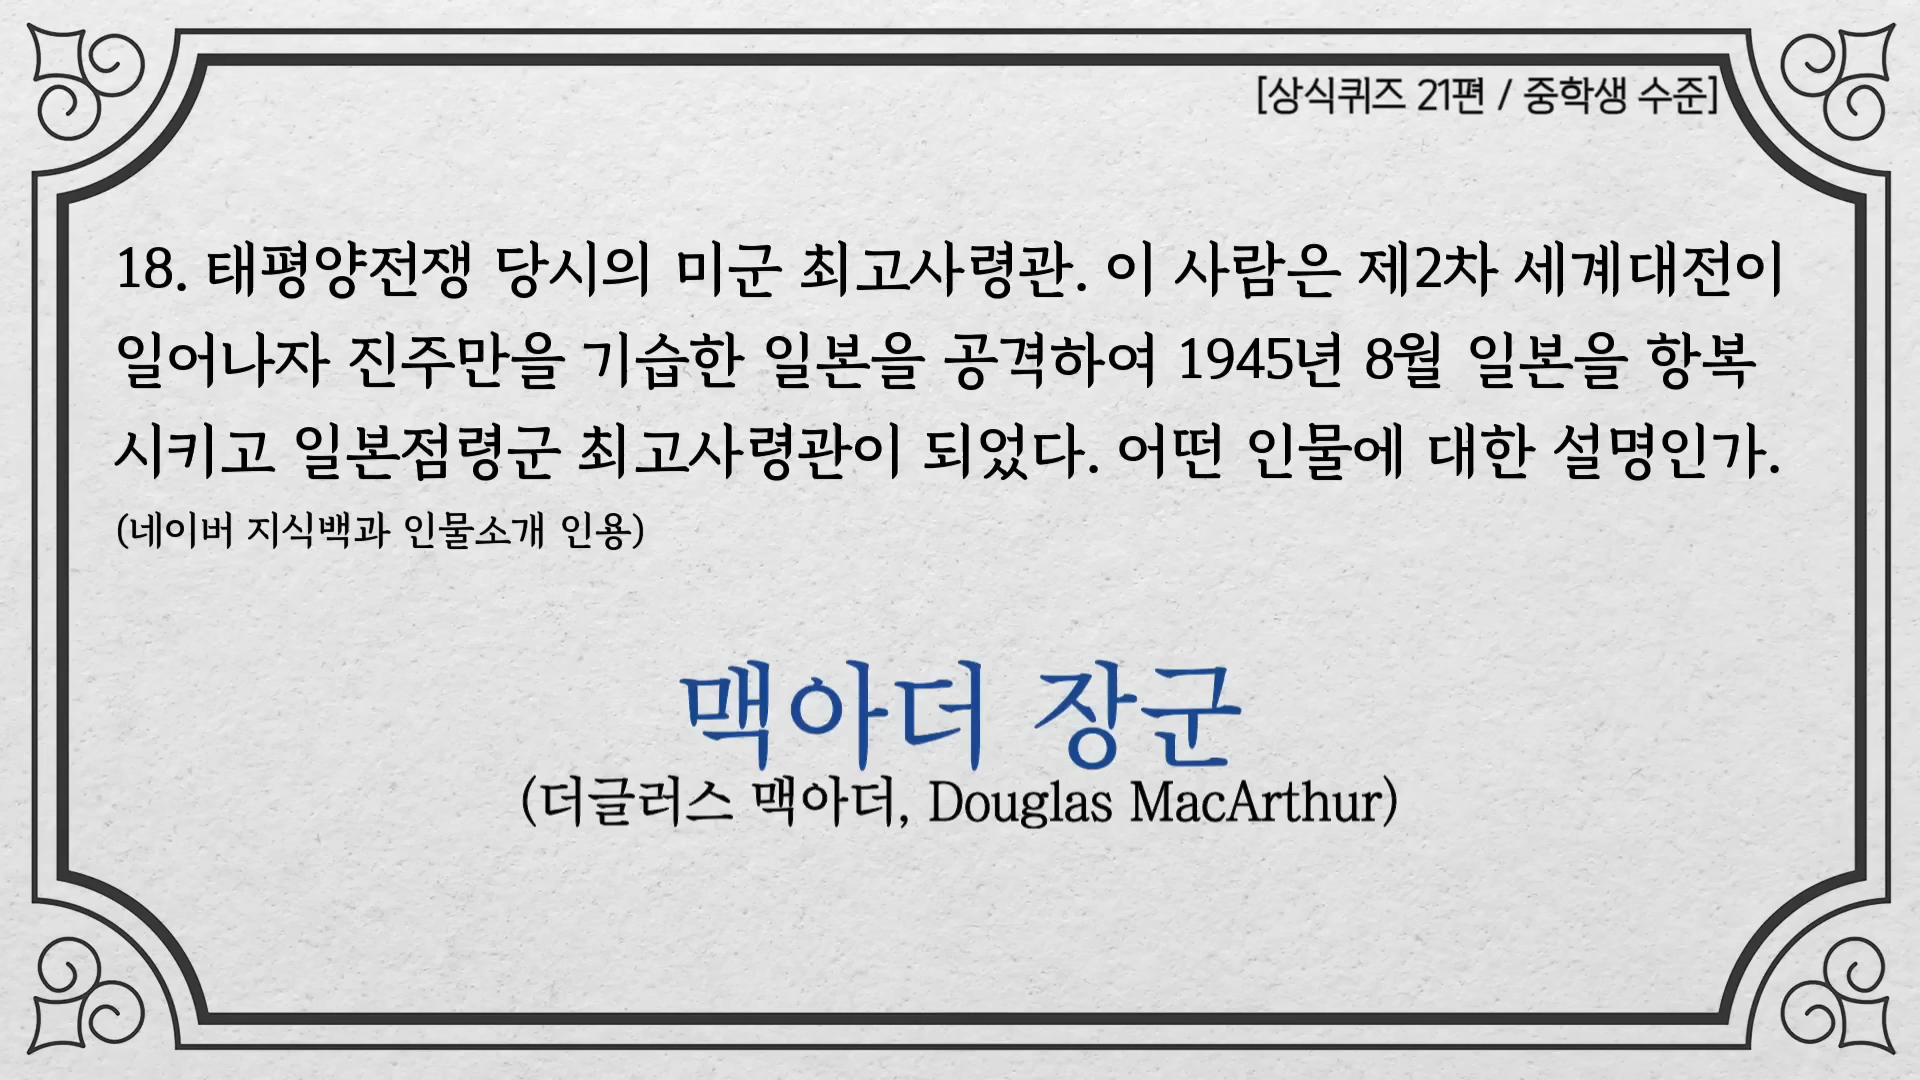 [상식퀴즈 21편 / 중학생 수준]
18. 태평양전쟁 당시의 미군 최고사령관. 이 사람은 제2차 세계대전이
일어나자 진주만을 기습한 일본을 공격하여 1945년 8월 일본을 항복
시키고 일본점령군 최고사령관이 되었다. 어떤 인물에 대한 설명인가.
(네이버 지식백과 인물소개 인용)
맥아더 장군
(더글러스 맥아더, Douglas MacArthur)